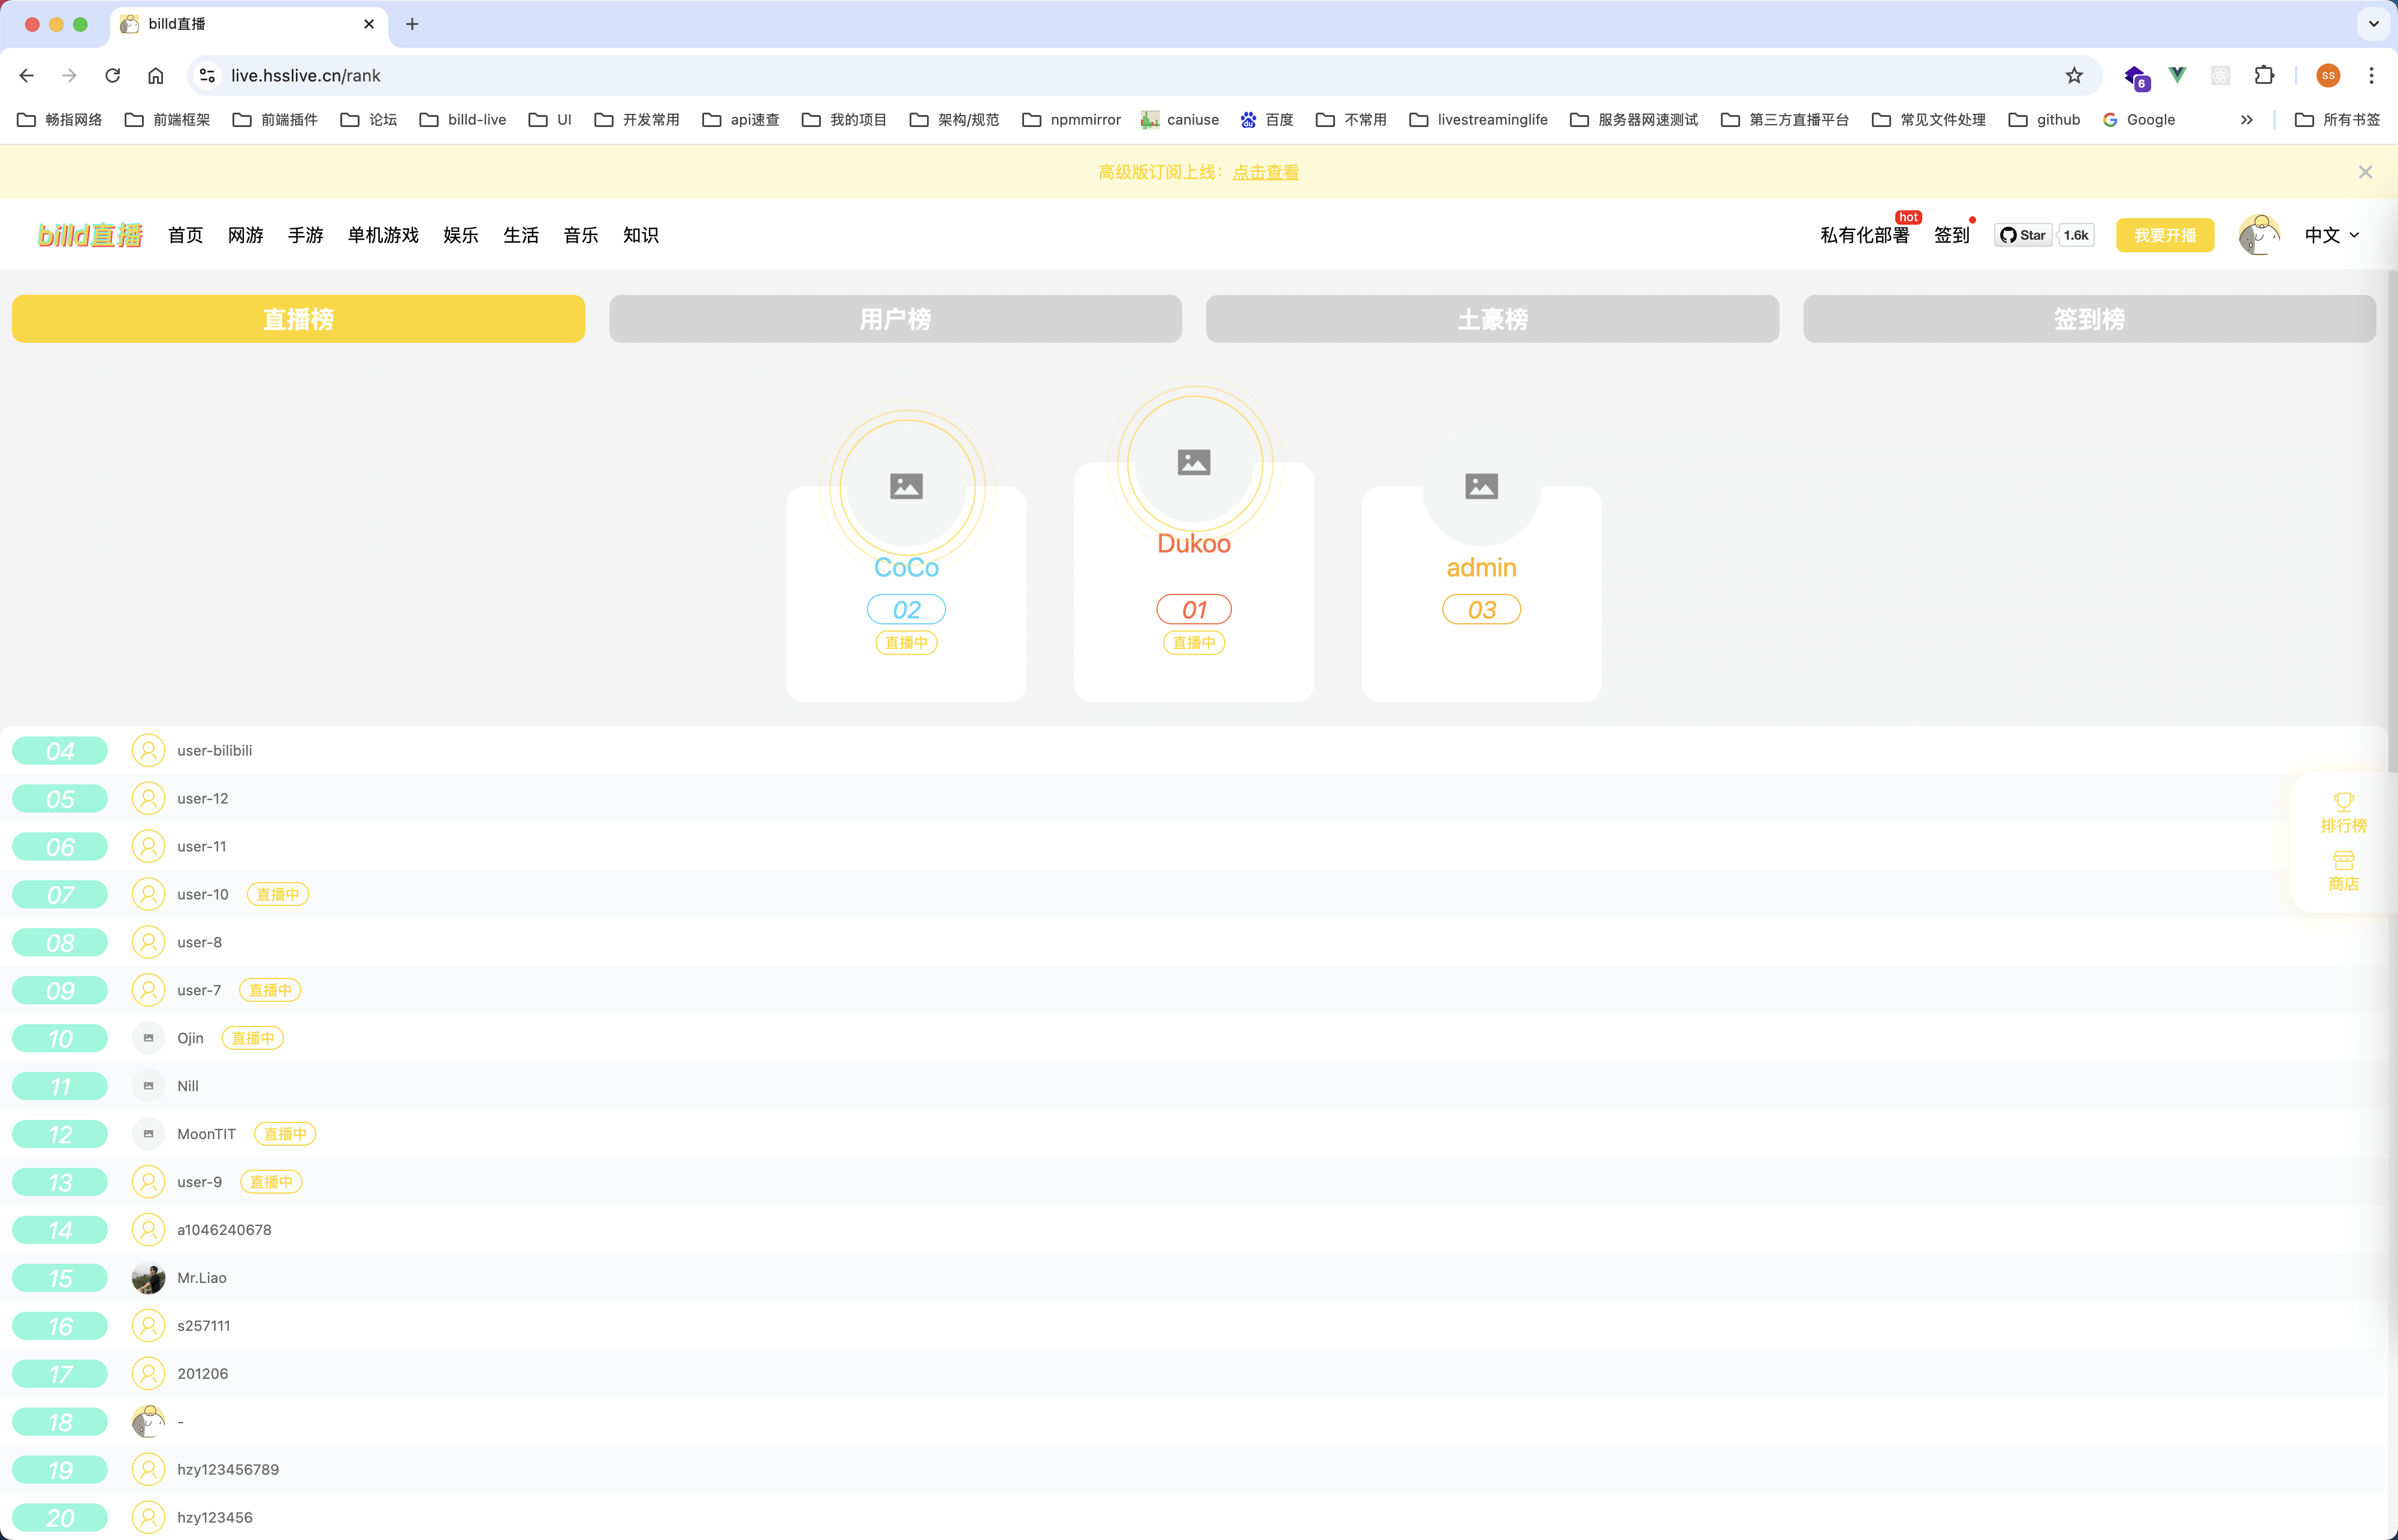 billd直播
live.hsslive.cn/rank
6
ss
畅指网络 前端框架 前端插件 论坛 billd-live UI 开发常用 api速查 我的项目 架构/规范 npmmirror caniuse 百度 不常用 livestreaminglife 服务器网速测试 第三方直播平台 常见文件处理 github Google 所有书签
高级版订阅上线：点击查看
billd直播 首页 网游 手游 单机游戏 娱乐 生活 音乐 知识 私有化部署 hot 签到 Star 1.6k 我要开播 中文
直播榜 用户榜 土豪榜 签到榜
CoCo
02
直播中
Dukoo
01
直播中
admin
03
04 user-bilibili
05 user-12
06 user-11
07 user-10 直播中
08 user-8
09 user-7 直播中
10 Ojin 直播中
11 Nill
12 MoonTIT 直播中
13 user-9 直播中
14 a1046240678
15 Mr.Liao
16 s257111
17 201206
18 -
19 hzy123456789
20 hzy123456
排行榜
商店